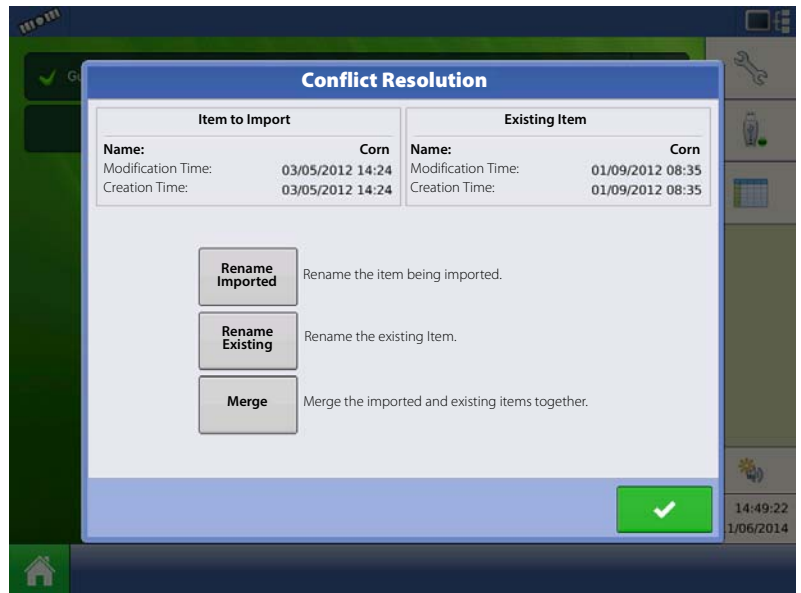 Conflict Resolution
Item to Import
Name: Corn
Modification Time: 03/05/2012 14:24
Creation Time: 03/05/2012 14:24
Existing Item
Name: Corn
Modification Time: 01/09/2012 08:35
Creation Time: 01/09/2012 08:35
Rename Imported
Rename the item being imported.
Rename Existing
Rename the existing Item.
Merge
Merge the imported and existing items together.
14:49:22
1/06/2014